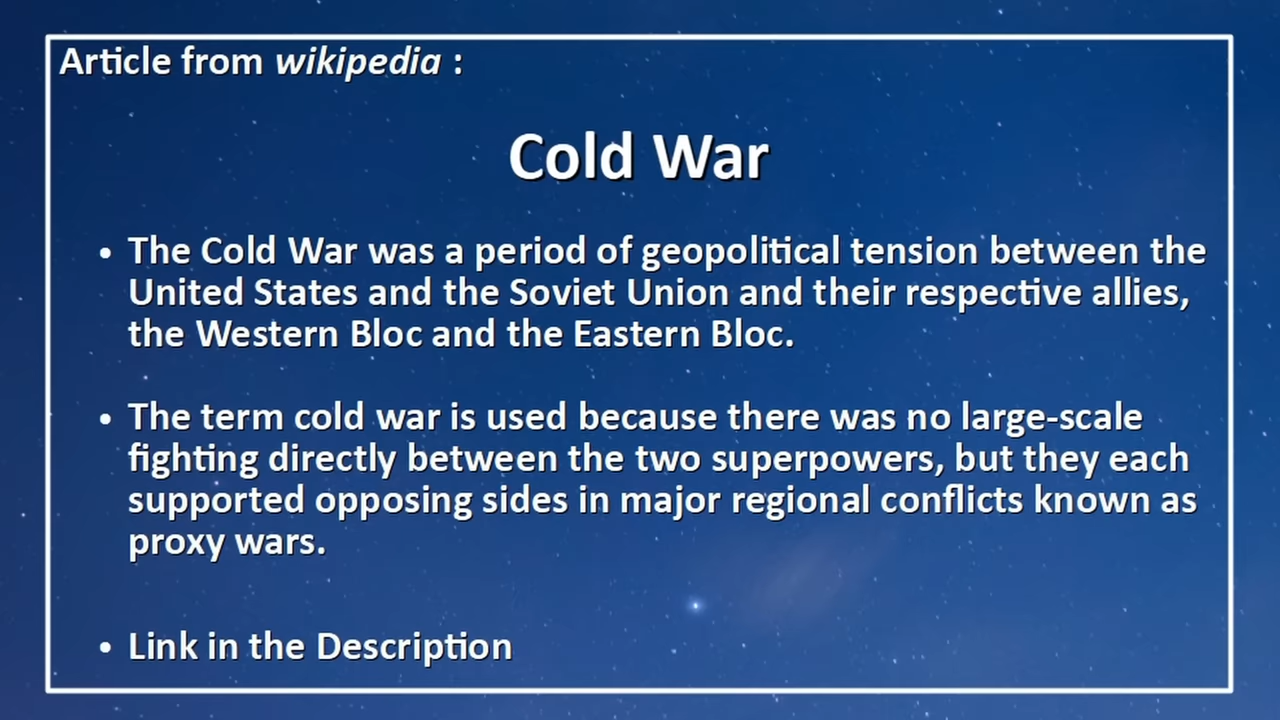 Article from wikipedia :
Cold War
• The Cold War was a period of geopolitical tension between the
United States and the Soviet Union and their respective allies,
the Western Bloc and the Eastern Bloc.
• The term cold war is used because there was no large-scale
fighting directly between the two superpowers, but they each
supported opposing sides in major regional conflicts known as
proxy wars.
• Link in the Description